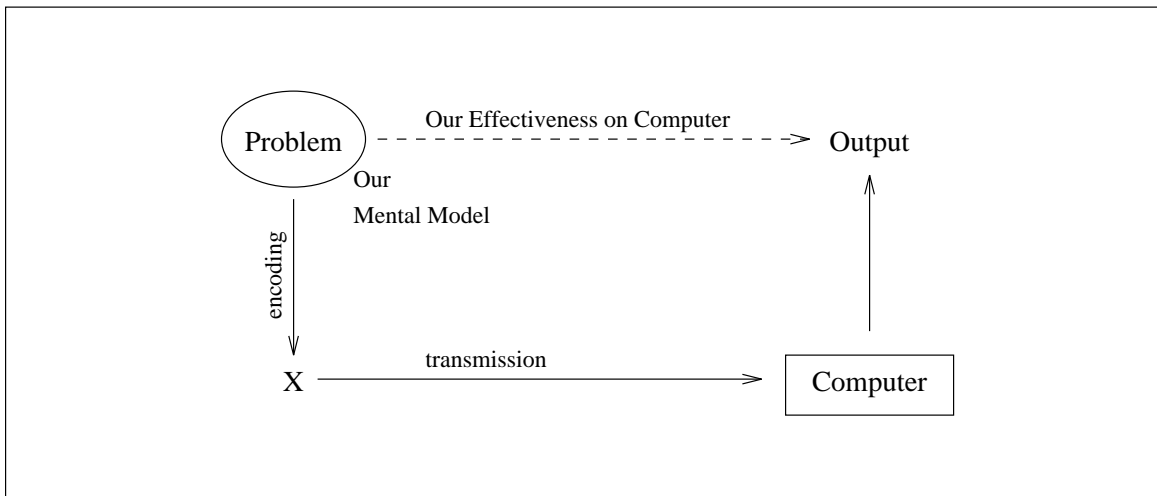 Our Effectiveness on Computer
Problem
Output
Our
Mental Model
encoding
transmission
X
Computer